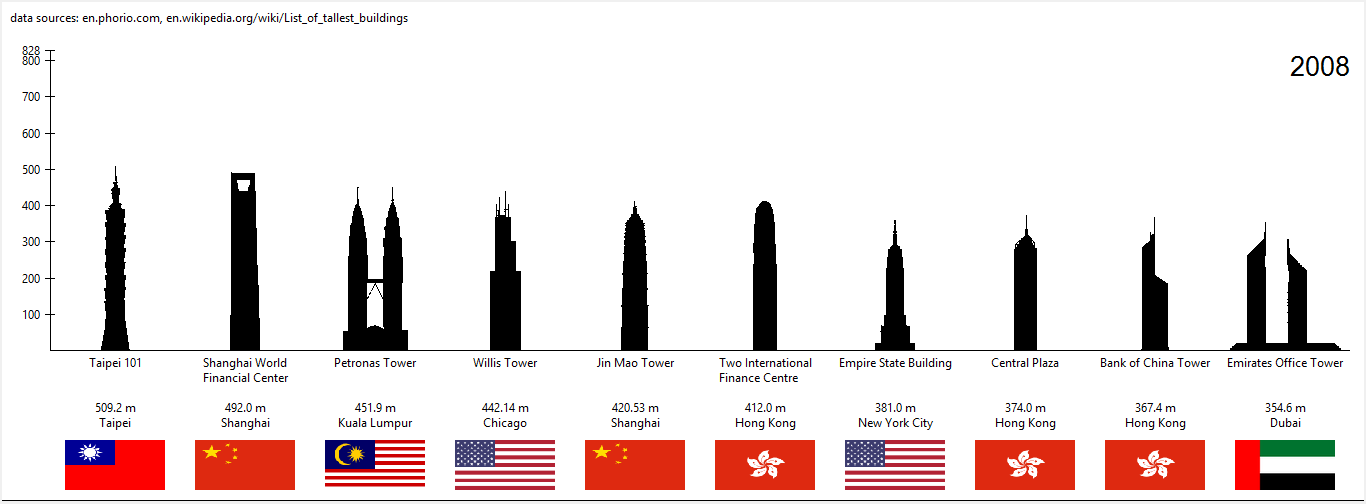 data sources: en.phorio.com, en.wikipedia.org/wiki/List_of_tallest_buildings
2008
828
800
700
600
500
400
300
200
100
Taipei 101
Shanghai World
Financial Center
Petronas Tower
Willis Tower
Jin Mao Tower
Two International
Finance Centre
Empire State Building
Central Plaza
Bank of China Tower
Emirates Office Tower
509.2 m
Taipei
492.0 m
Shanghai
451.9 m
Kuala Lumpur
442.14 m
Chicago
420.53 m
Shanghai
412.0 m
Hong Kong
381.0 m
New York City
374.0 m
Hong Kong
367.4 m
Hong Kong
354.6 m
Dubai